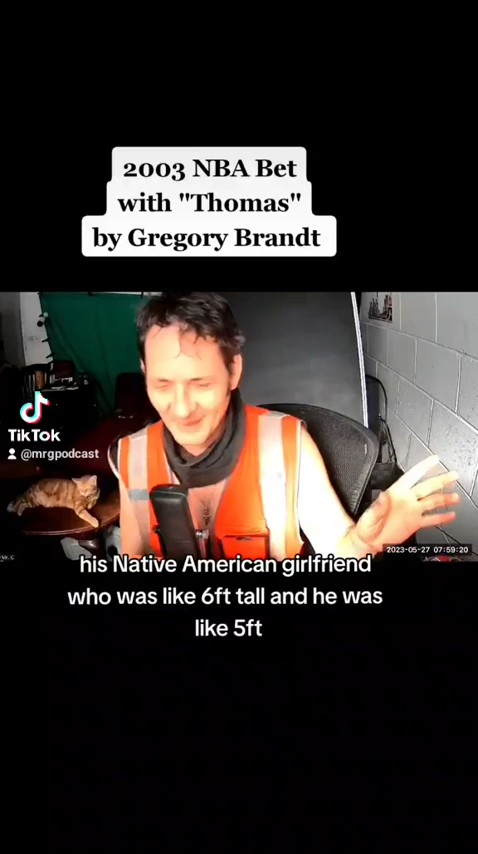 2003 NBA Bet
with "Thomas"
by Gregory Brandt
TikTok
@mrgpodcast
2023-05-27 07:59:20
his Native American girlfriend
who was like 6ft tall and he was
like 5ft